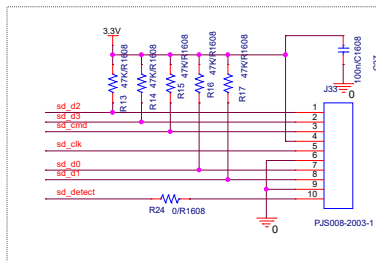 3.3V
R13 47K/R1608
R14 47K/R1608
R15 47K/R1608
R16 47K/R1608
R17 47K/R1608
100n/C1608
0
J33
sd_d2
sd_d3
sd_cmd
sd_clk
sd_d0
sd_d1
sd_detect
1
2
3
4
5
6
7
8
9
10
R24 0/R1608
0
PJS008-2003-1